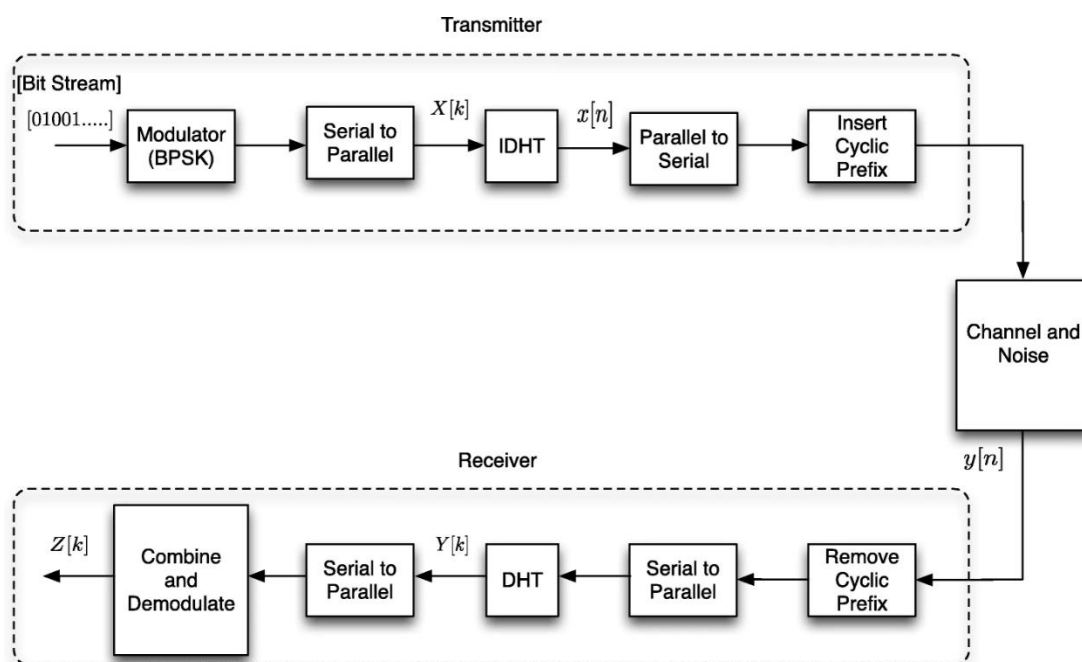 Transmitter
[Bit Stream]
[01001.....]
Modulator
(BPSK)
Serial to
Parallel
X[k]
IDHT
x[n]
Parallel to
Serial
Insert
Cyclic
Prefix
Channel and
Noise
y[n]
Receiver
Z[k]
Combine
and
Demodulate
Serial to
Parallel
Y[k]
DHT
Serial to
Parallel
Remove
Cyclic
Prefix